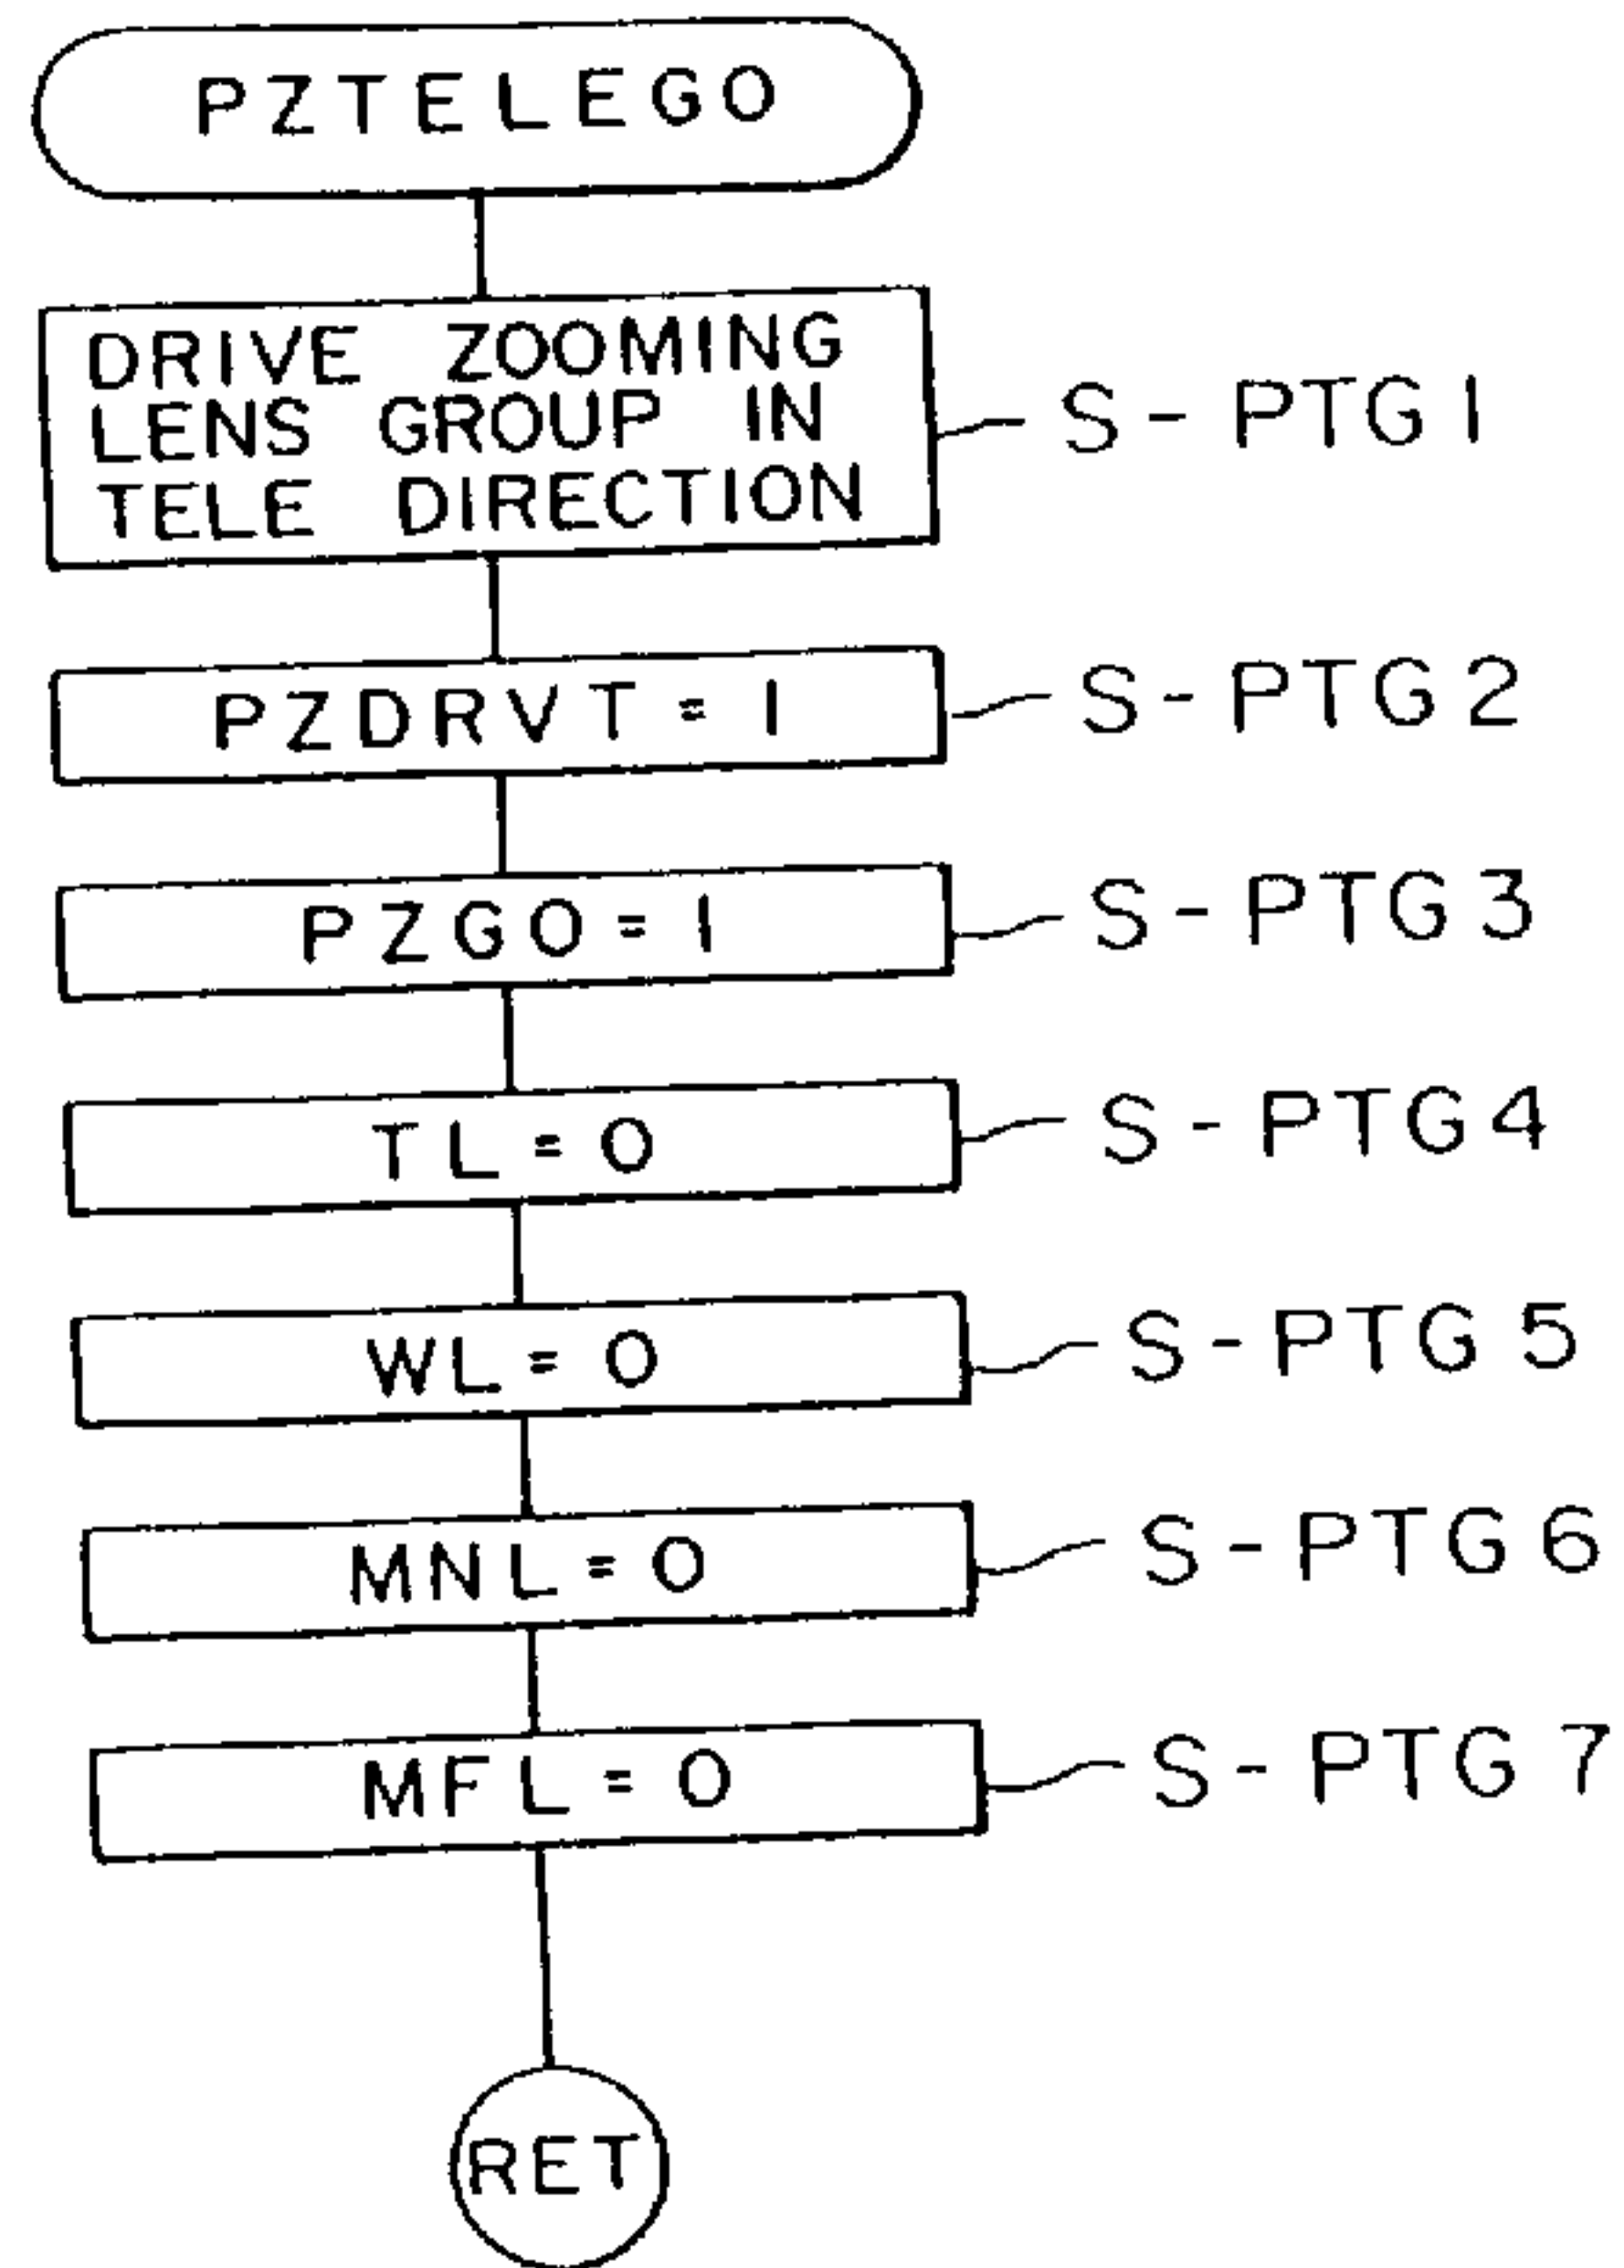 PZTELEGO
DRIVE ZOOMING
LENS GROUP IN
TELE DIRECTION
S-PTG1
PZDRVT=1
S-PTG2
PZGO=1
S-PTG3
TL=0
S-PTG4
WL=0
S-PTG5
MNL=0
S-PTG6
MFL=0
S-PTG7
RET